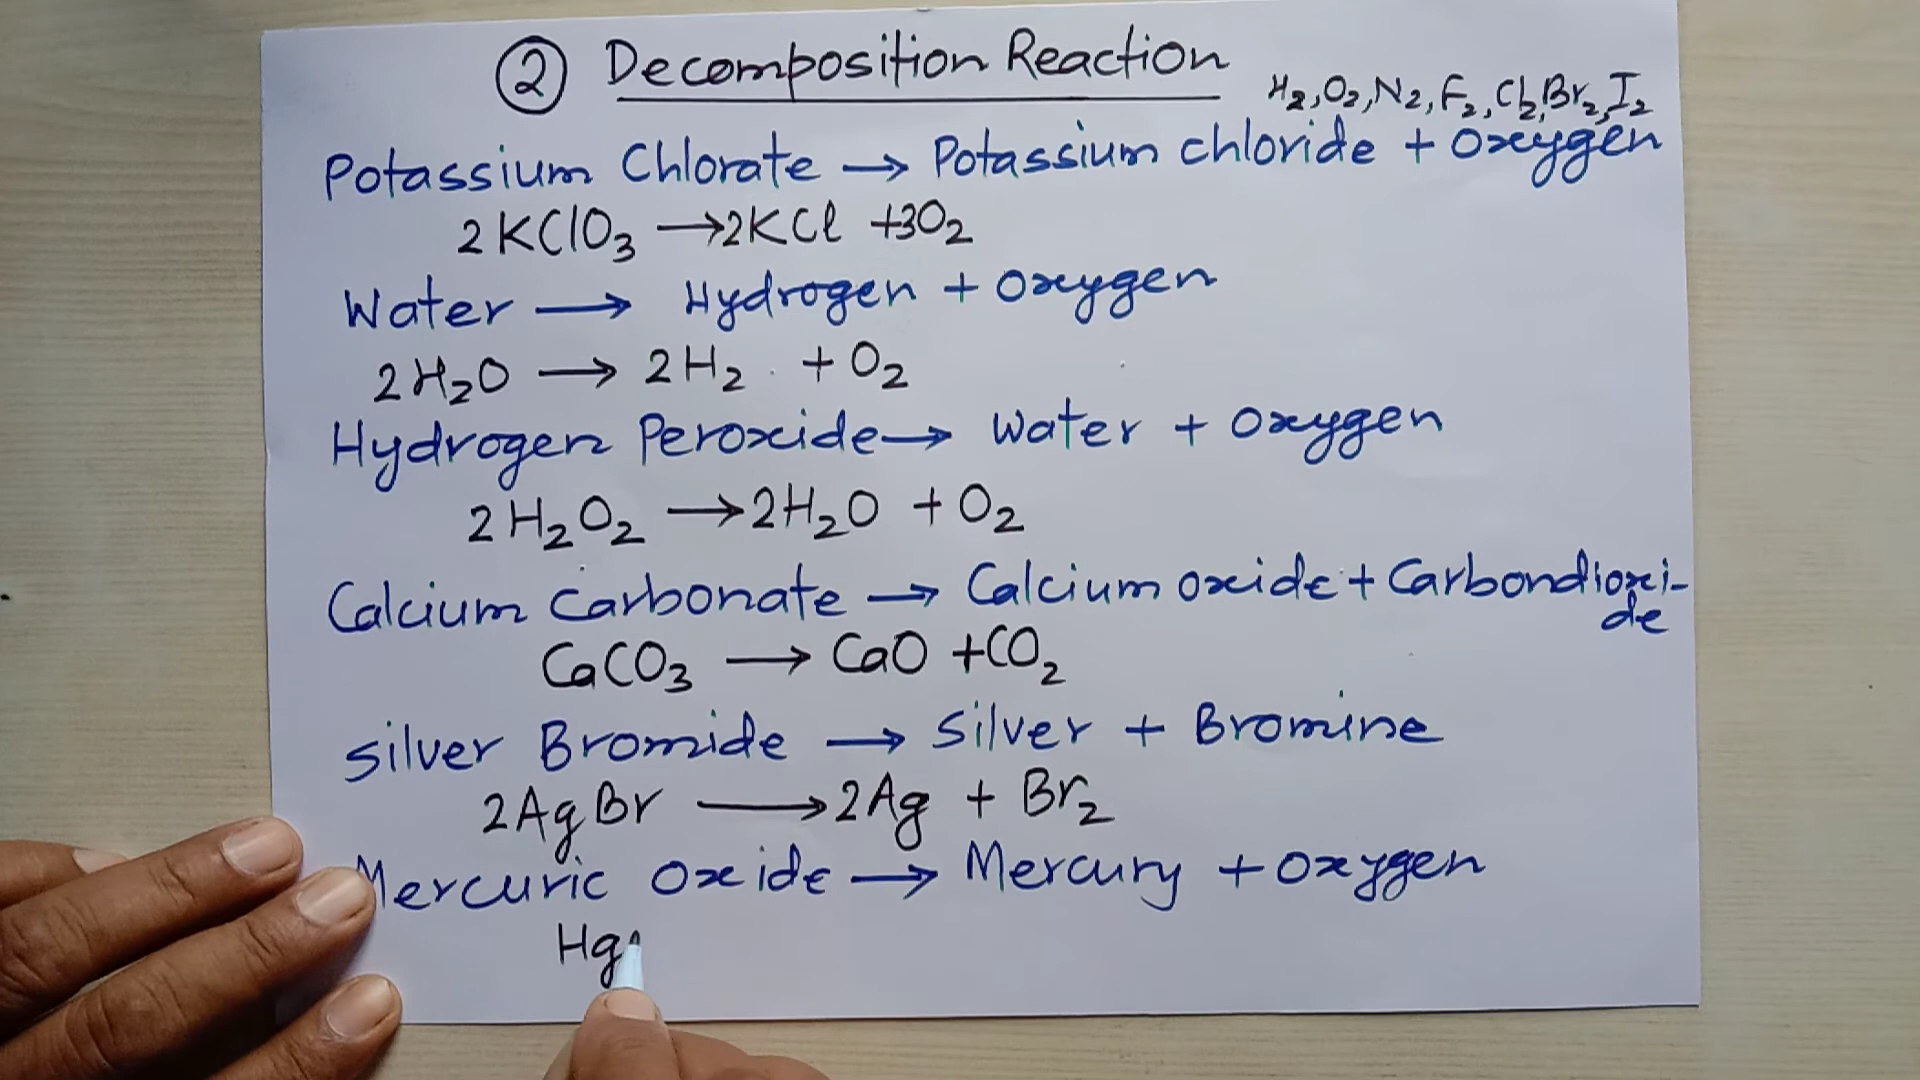 ② Decomposition Reaction
H₂, O₂, N₂, F₂, Cl₂, Br₂, I₂
Potassium Chlorate → Potassium chloride + Oxygen
2KClO₃ → 2KCl + 3O₂
Water → Hydrogen + Oxygen
2H₂O → 2H₂ + O₂
Hydrogen Peroxide → Water + Oxygen
2H₂O₂ → 2H₂O + O₂
Calcium Carbonate → Calcium Oxide + Carbondioxi-
de
CaCO₃ → CaO + CO₂
Silver Bromide → Silver + Bromine
2AgBr → 2Ag + Br₂
Mercuric Oxide → Mercury + Oxygen
Hg